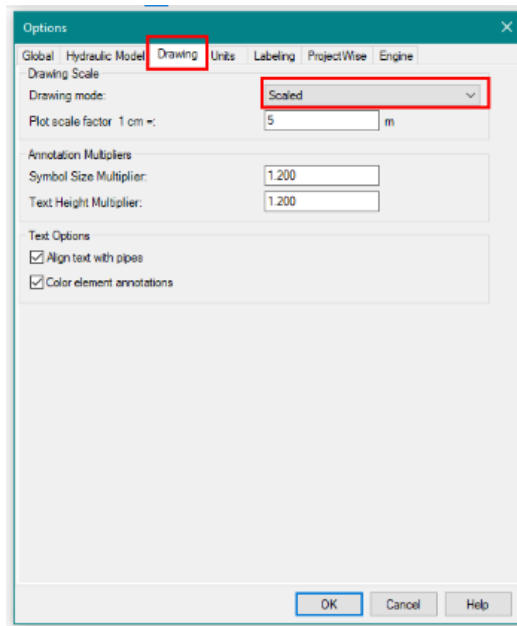 Options
Global Hydraulic Model Drawing Units Labeling ProjectWise Engine
Drawing Scale
Drawing mode: Scaled
Plot scale factor 1 cm =: 5 m
Annotation Multipliers
Symbol Size Multiplier: 1.200
Text Height Multiplier: 1.200
Text Options
Align text with pipes
Color element annotations
OK Cancel Help